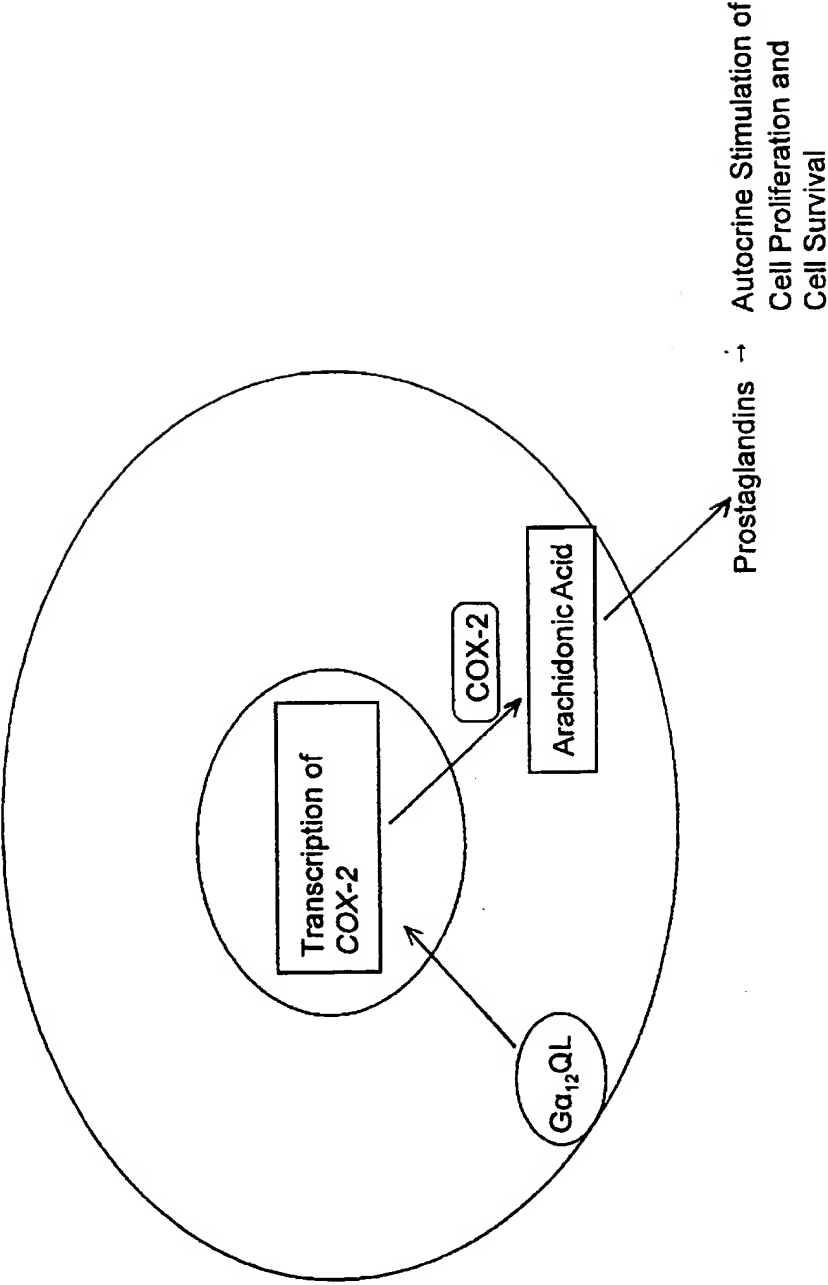 Transcription of
COX-2
COX-2
Gα₁₂QL
Arachidonic Acid
Prostaglandins → Autocrine Stimulation of
Cell Proliferation and
Cell Survival